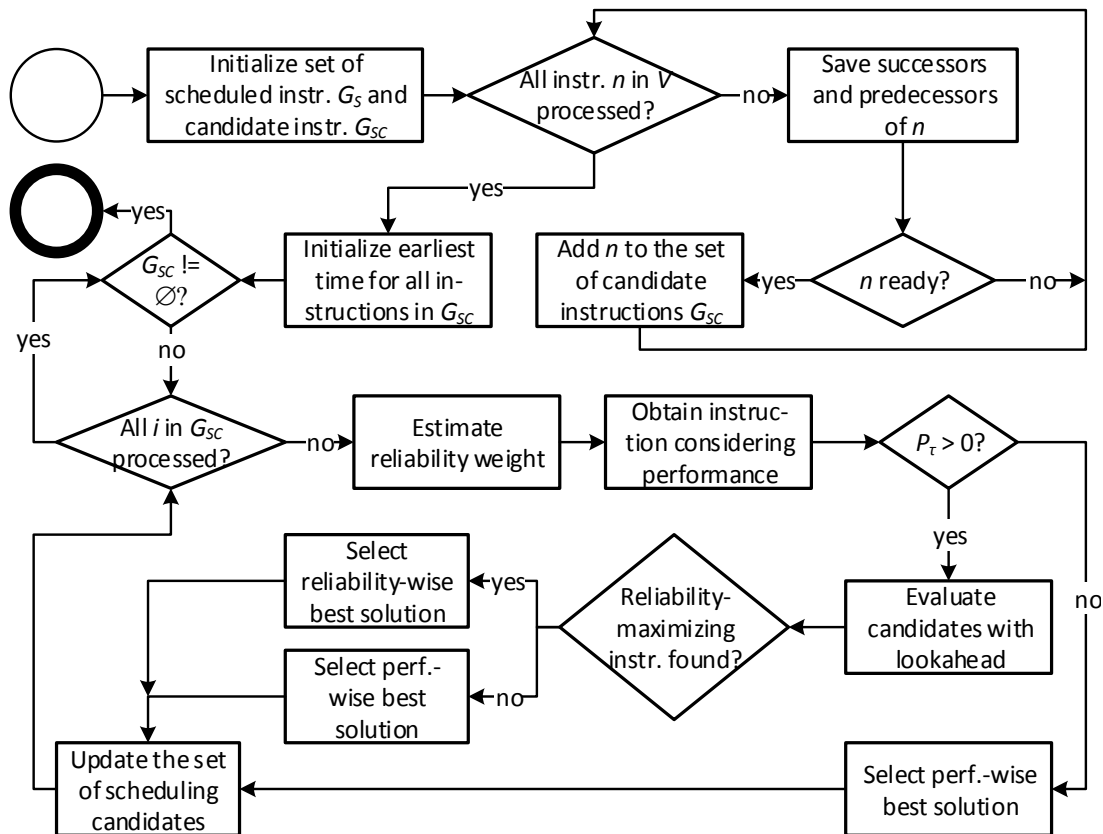 Initialize set of
scheduled instr. G_S and
candidate instr. G_SC
All instr. n in V
processed?
no
Save successors
and predecessors
of n
yes
yes
G_SC !=
∅?
Initialize earliest
time for all in-
structions in G_SC
Add n to the set
of candidate
instructions G_SC
yes
n ready?
no
yes
no
All i in G_SC
processed?
no
Estimate
reliability weight
Obtain instruc-
tion considering
performance
P_τ > 0?
yes
no
Select
reliability-wise
best solution
yes
Reliability-
maximizing
instr. found?
Evaluate
candidates with
lookahead
Select perf.-
wise best
solution
no
Update the set
of scheduling
candidates
Select perf.-wise
best solution